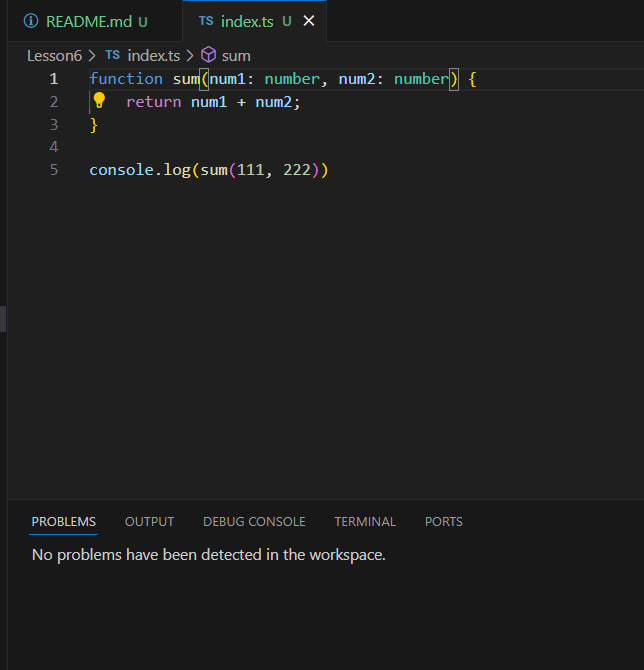 README.md U TS index.ts U
Lesson6 > TS index.ts > sum
1 function sum(num1: number, num2: number) {
2 return num1 + num2;
3 }
4
5 console.log(sum(111, 222))
PROBLEMS OUTPUT DEBUG CONSOLE TERMINAL PORTS
No problems have been detected in the workspace.